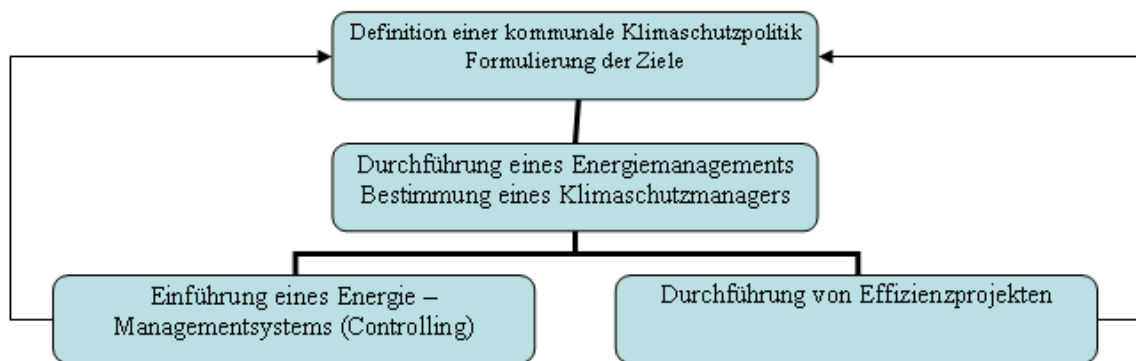 Definition einer kommunale Klimaschutzpolitik
Formulierung der Ziele
Durchführung eines Energiemanagements
Bestimmung eines Klimaschutzmanagers
Einführung eines Energie –
Managementsystems (Controlling)
Durchführung von Effizienzprojekten